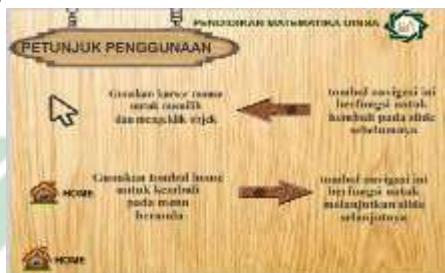 PENDIDIKAN MATEMATIKA UINSA
PETUNJUK PENGGUNAAN
Gunakan kursor mouse
untuk memilih
dan mengklik objek
tombol navigasi ini
berfungsi untuk
kembali pada slide
sebelumnya
HOME
Gunakan tombol home
untuk kembali
pada menu
beranda
tombol navigasi ini
berfungsi untuk
melanjutkan slide
selanjutnya
HOME